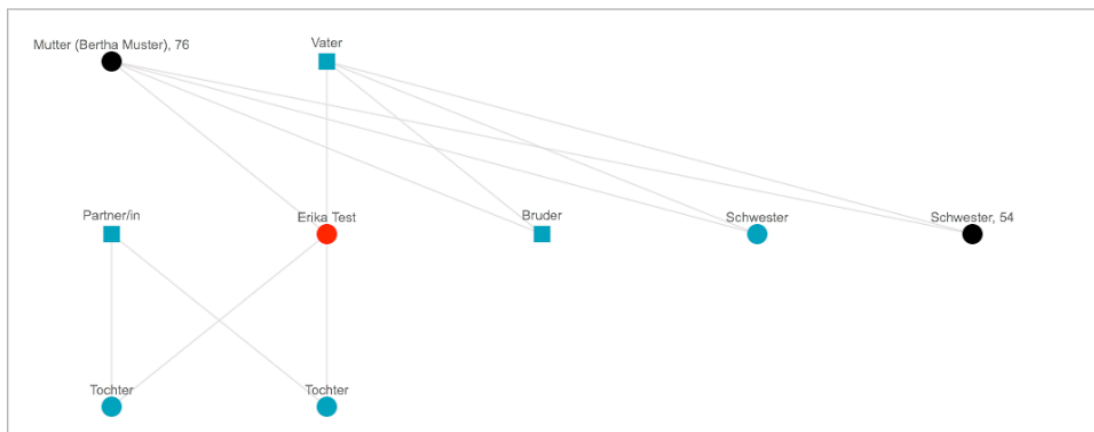 Mutter (Bertha Muster), 76
Vater
Partner/in
Erika Test
Bruder
Schwester
Schwester, 54
Tochter
Tochter